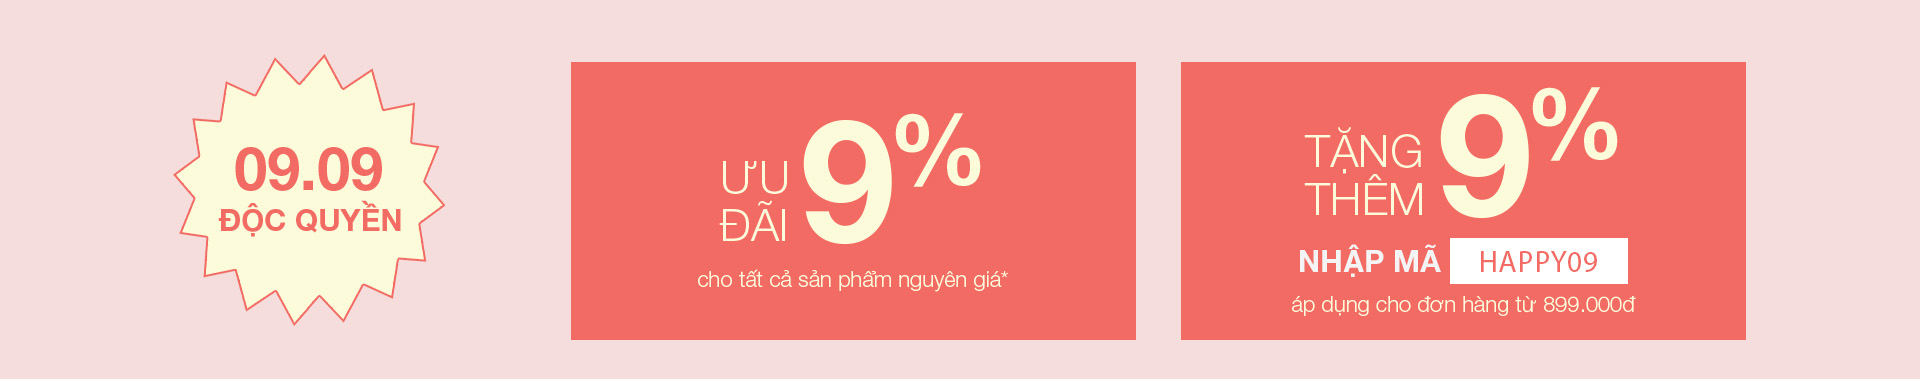 09.09
ĐỘC QUYỀN
ƯU
ĐÃI
9%
cho tất cả sản phẩm nguyên giá*
TẶNG
THÊM
9%
NHẬP MÃ HAPPY09
áp dụng cho đơn hàng từ 899.000đ